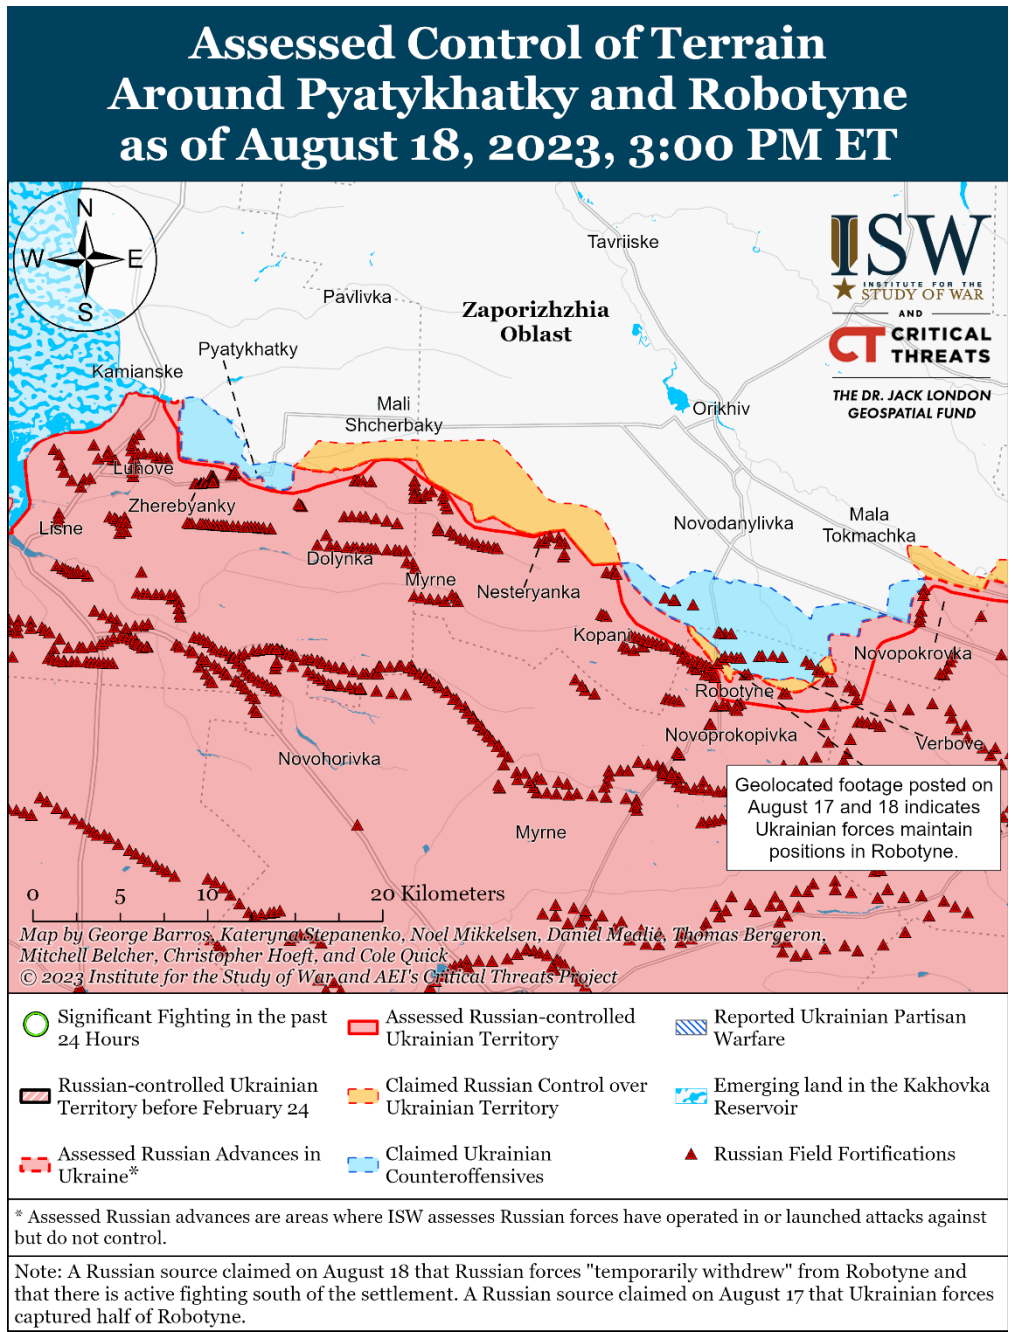 Assessed Control of Terrain
Around Pyatykhatky and Robotyne
as of August 18, 2023, 3:00 PM ET
N
W
E
S
ISW
INSTITUTE FOR THE
STUDY OF WAR
AND
CT CRITICAL
THREATS
THE DR. JACK LONDON
GEOSPATIAL FUND
Tavriiske
Pavlivka
Zaporizhzhia
Oblast
Pyatykhatky
Kamianske
Mali
Shcherbaky
Orikhiv
Luhove
Zherebyanky
Lisne
Novodanylivka
Mala
Tokmachka
Dolynka
Myrne
Nesteryanka
Kopani
Novopokrovka
Robotyne
Novoprokopivka
Verbove
Novohorivka
Geolocated footage posted on
August 17 and 18 indicates
Ukrainian forces maintain
positions in Robotyne.
Myrne
0 5 10 20 Kilometers
Map by George Barros, Kateryna Stepanenko, Noel Mikkelsen, Daniel Mealie, Thomas Bergeron,
Mitchell Belcher, Christopher Hoeft, and Cole Quick
© 2023 Institute for the Study of War and AEI's Critical Threats Project
Significant Fighting in the past
24 Hours
Assessed Russian-controlled
Ukrainian Territory
Reported Ukrainian Partisan
Warfare
Russian-controlled Ukrainian
Territory before February 24
Claimed Russian Control over
Ukrainian Territory
Emerging land in the Kakhovka
Reservoir
Assessed Russian Advances in
Ukraine*
Claimed Ukrainian
Counteroffensives
Russian Field Fortifications
* Assessed Russian advances are areas where ISW assesses Russian forces have operated in or launched attacks against
but do not control.
Note: A Russian source claimed on August 18 that Russian forces "temporarily withdrew" from Robotyne and
that there is active fighting south of the settlement. A Russian source claimed on August 17 that Ukrainian forces
captured half of Robotyne.